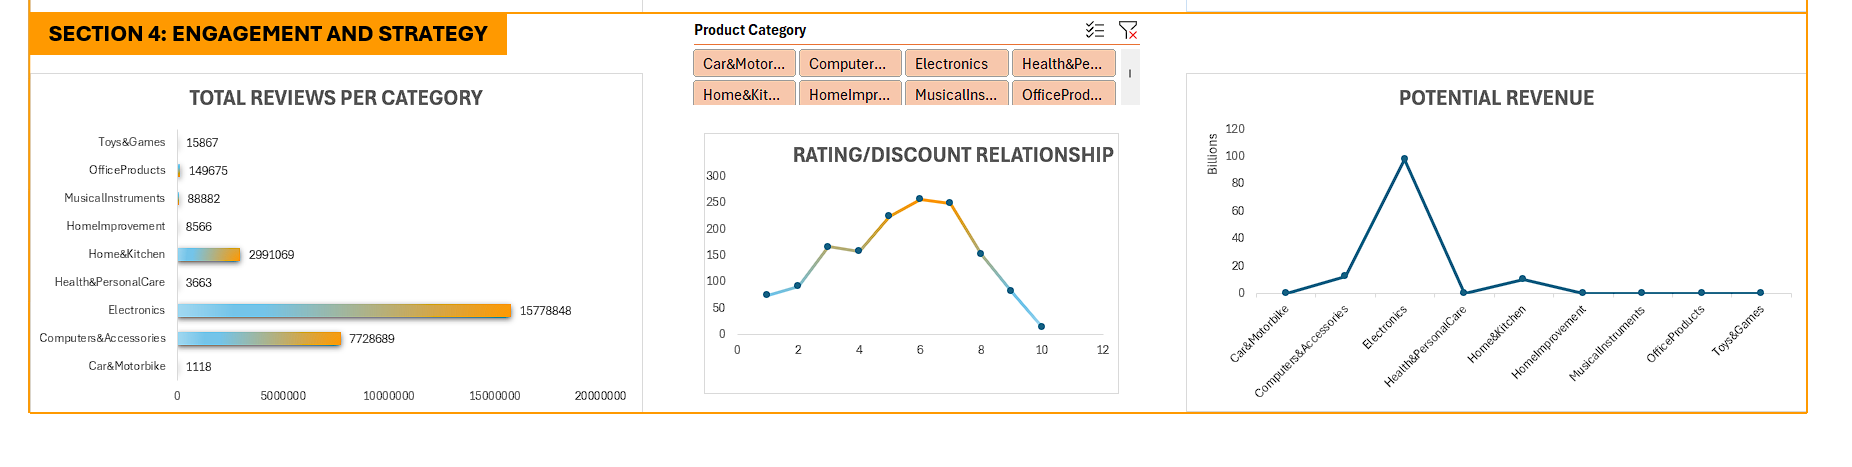 SECTION 4: ENGAGEMENT AND STRATEGY
Product Category
Car&Motor... Computer... Electronics Health&Pe...
Home&Kit... HomeImpr... MusicalIns... OfficeProd...
TOTAL REVIEWS PER CATEGORY
Toys&Games 15867
OfficeProducts 149675
MusicalInstruments 88882
HomeImprovement 8566
Home&Kitchen 2991069
Health&PersonalCare 3663
Electronics 15778848
Computers&Accessories 7728689
Car&Motorbike 1118
0 5000000 10000000 15000000 20000000
RATING/DISCOUNT RELATIONSHIP
300
250
200
150
100
50
0
0 2 4 6 8 10 12
POTENTIAL REVENUE
Billions
120
100
80
60
40
20
0
Car&Motorbike
Computers&Accessories
Electronics
Health&PersonalCare
Home&Kitchen
HomeImprovement
MusicalInstruments
OfficeProducts
Toys&Games